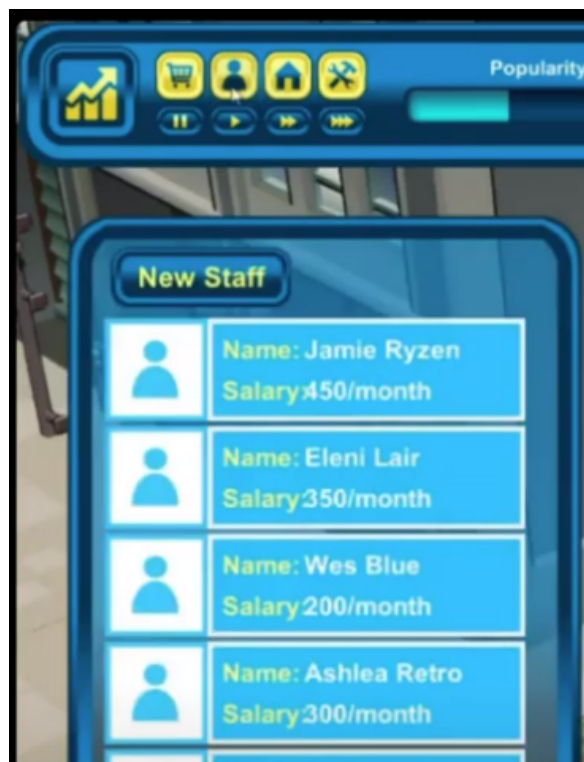 Popularity
New Staff
Name: Jamie Ryzen
Salary:450/month
Name: Eleni Lair
Salary:350/month
Name: Wes Blue
Salary:200/month
Name: Ashlea Retro
Salary:300/month